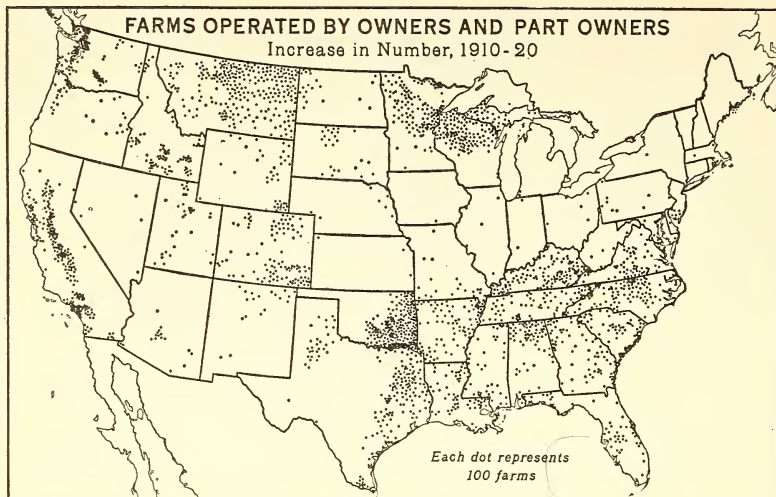 FARMS OPERATED BY OWNERS AND PART OWNERS
Increase in Number, 1910-20
Each dot represents
100 farms